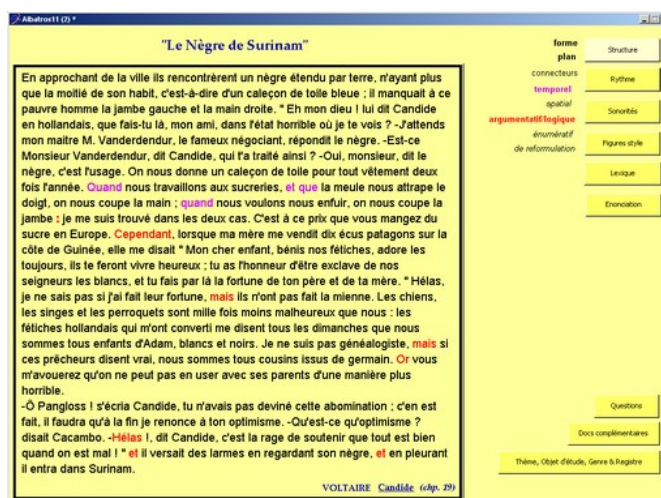 Albatros11 (2) *
"Le Nègre de Surinam"
En approchant de la ville ils rencontrèrent un nègre étendu par terre, n'ayant plus
que la moitié de son habit, c'est-à-dire d'un caleçon de toile bleue ; il manquait à ce
pauvre homme la jambe gauche et la main droite. " Eh mon dieu ! lui dit Candide
en hollandais, que fais-tu là, mon ami, dans l'état horrible où je te vois ? -J'attends
mon maitre M. Vanderdendur, le fameux négociant, répondit le nègre. -Est-ce
Monsieur Vanderdendur, dit Candide, qui t'a traité ainsi ? -Oui, monsieur, dit le
nègre, c'est l'usage. On nous donne un caleçon de toile pour tout vêtement deux
fois l'année. Quand nous travaillons aux sucreries, et que la meule nous attrape le
doigt, on nous coupe la main ; quand nous voulons nous enfuir, on nous coupe la
jambe : je me suis trouvé dans les deux cas. C'est à ce prix que vous mangez du
sucre en Europe. Cependant, lorsque ma mère me vendit dix écus patagons sur la
côte de Guinée, elle me disait " Mon cher enfant, bénis nos fétiches, adore les
toujours, ils te feront vivre heureux ; tu as l'honneur d'être exclave de nos
seigneurs les blancs, et tu fais par là la fortune de ton père et de ta mère. " Hélas,
je ne sais pas si j'ai fait leur fortune, mais ils n'ont pas fait la mienne. Les chiens,
les singes et les perroquets sont mille fois moins malheureux que nous : les
fétiches hollandais qui m'ont converti me disent tous les dimanches que nous
sommes tous enfants d'Adam, blancs et noirs. Je ne suis pas généalogiste, mais si
ces prêcheurs disent vrai, nous sommes tous cousins issus de germain. Or vous
m'avouerez qu'on ne peut pas en user avec ses parents d'une manière plus
horrible.
-Ô Pangloss ! s'écria Candide, tu n'avais pas deviné cette abomination ; c'en est
fait, il faudra qu'à la fin je renonce à ton optimisme. -Qu'est-ce qu'optimisme ?
disait Cacambo. -Hélas !, dit Candide, c'est la rage de soutenir que tout est bien
quand on est mal ! " et il versait des larmes en regardant son nègre, et en pleurant
il entra dans Surinam.
VOLTAIRE Candide (chp. 19)
forme
plan
connecteurs
temporel
spatial
argumentatif/logique
énumératif
de reformulation
Structure
Rythme
Sonorités
Figures style
Lexique
Enonciation
Questions
Docs complémentaires
Thème, Objet d'étude, Genre & Registre